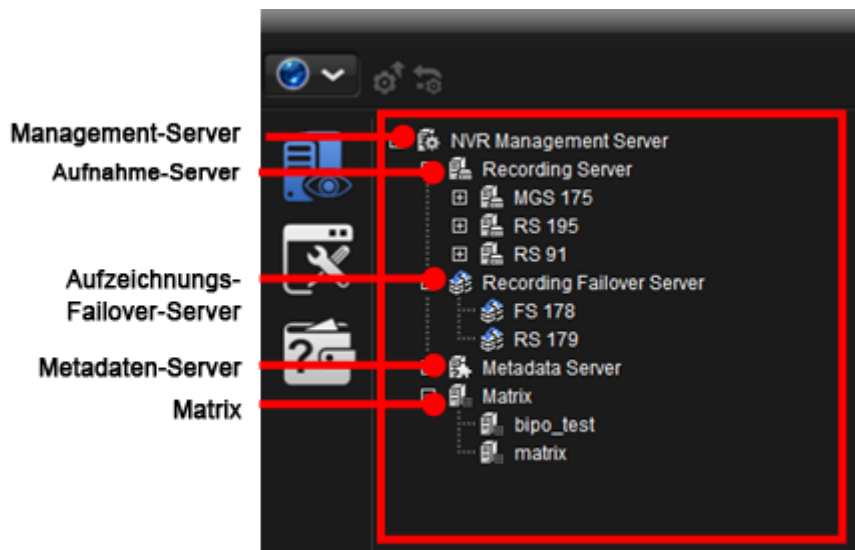 Management-Server
Aufnahme-Server
Aufzeichnungs-
Failover-Server
Metadaten-Server
Matrix
NVR Management Server
Recording Server
MGS 175
RS 195
RS 91
Recording Failover Server
FS 178
RS 179
Metadata Server
Matrix
bipo_test
matrix